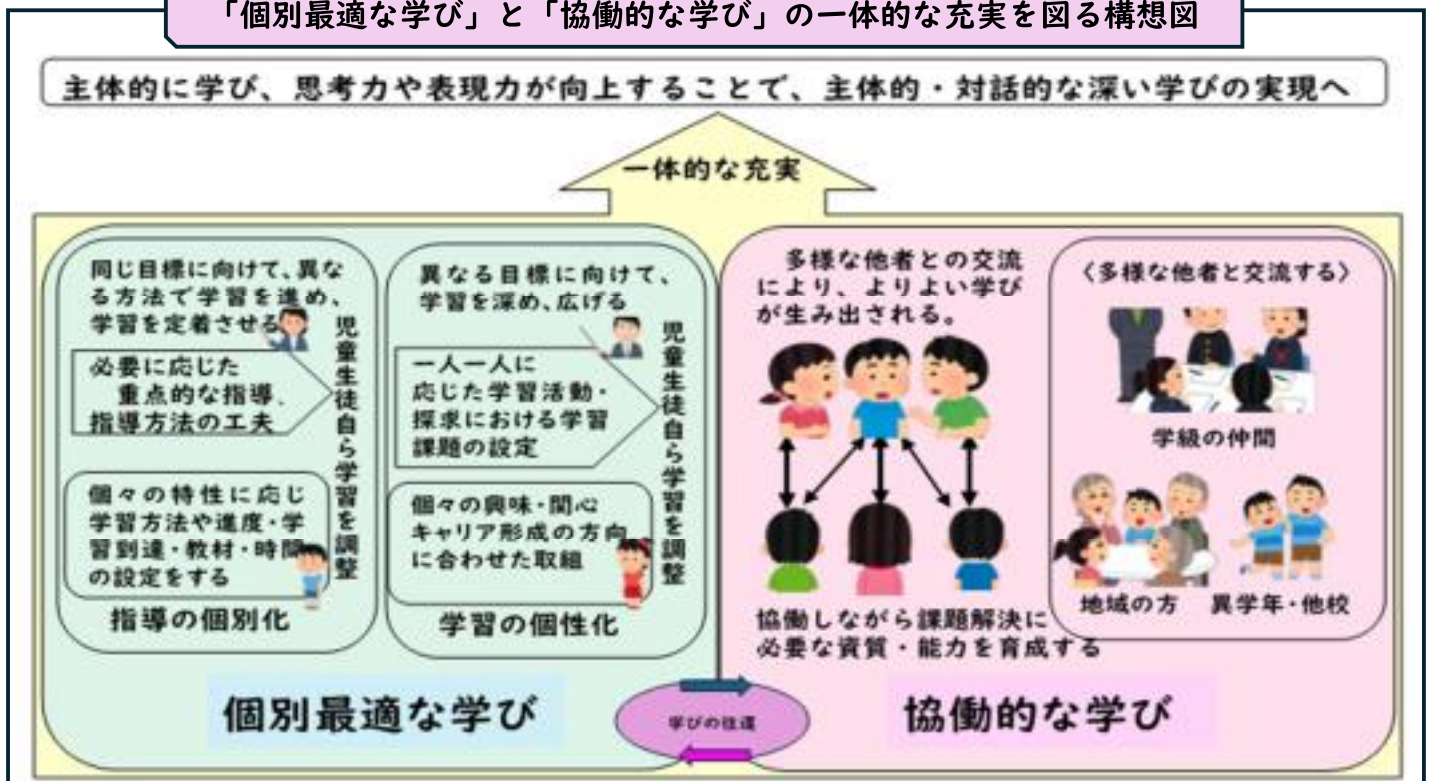 「個別最適な学び」と「協働的な学び」の一体的な充実を図る構想図
主体的に学び、思考力や表現力が向上することで、主体的・対話的な深い学びの実現へ
一体的な充実
同じ目標に向けて、異な
る方法で学習を進め、
学習を定着させる
必要に応じた
重点的な指導、
指導方法の工夫
児童生徒自ら学習を調整
個々の特性に応じ
学習方法や進度・学
習到達・教材・時間
の設定をする
指導の個別化
異なる目標に向けて、
学習を深め、広げる
一人一人に
応じた学習活動・
探求における学習
課題の設定
児童生徒自ら学習を調整
個々の興味・関心
キャリア形成の方向
に合わせた取組
学習の個性化
個別最適な学び
学びの往還
多様な他者との交流
により、よりよい学び
が生み出される。
協働しながら課題解決に
必要な資質・能力を育成する
〈多様な他者と交流する〉
学級の仲間
地域の方
異学年・他校
協働的な学び